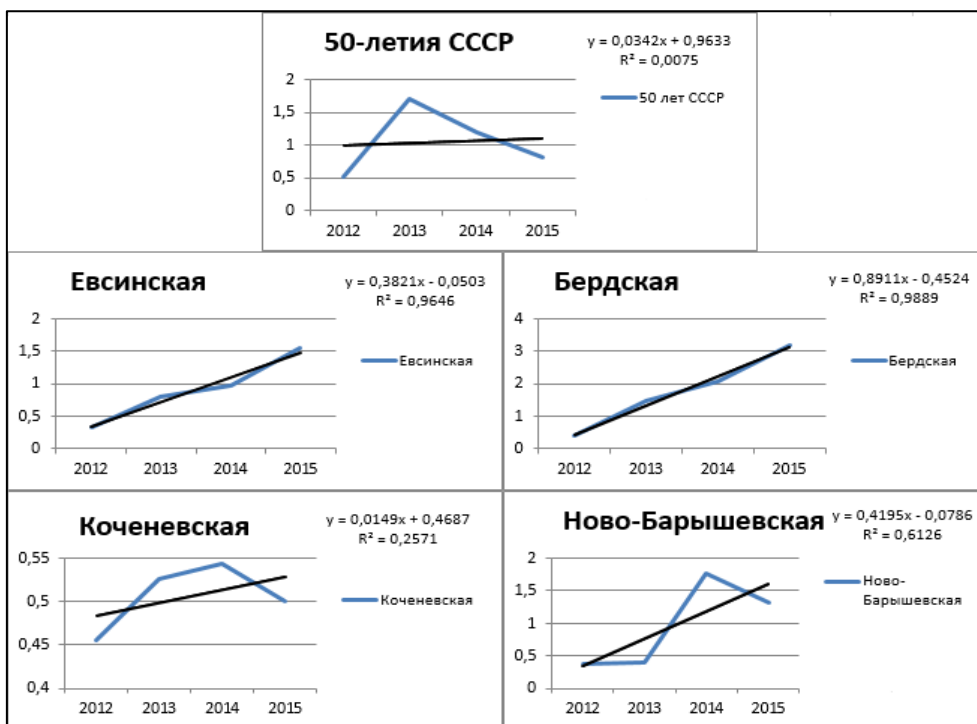 50-летия СССР
y = 0,0342x + 0,9633
R² = 0,0075
50 лет СССР
2
1,5
1
0,5
0
2012 2013 2014 2015
Евсинская
y = 0,3821x - 0,0503
R² = 0,9646
Евсинская
2
1,5
1
0,5
0
2012 2013 2014 2015
Бердская
y = 0,8911x - 0,4524
R² = 0,9889
Бердская
4
3
2
1
0
2012 2013 2014 2015
Коченевская
y = 0,0149x + 0,4687
R² = 0,2571
Коченевская
0,55
0,5
0,45
0,4
2012 2013 2014 2015
Ново-Барышевская
y = 0,4195x - 0,0786
R² = 0,6126
Ново-
Барышевская
2
1,5
1
0,5
0
2012 2013 2014 2015